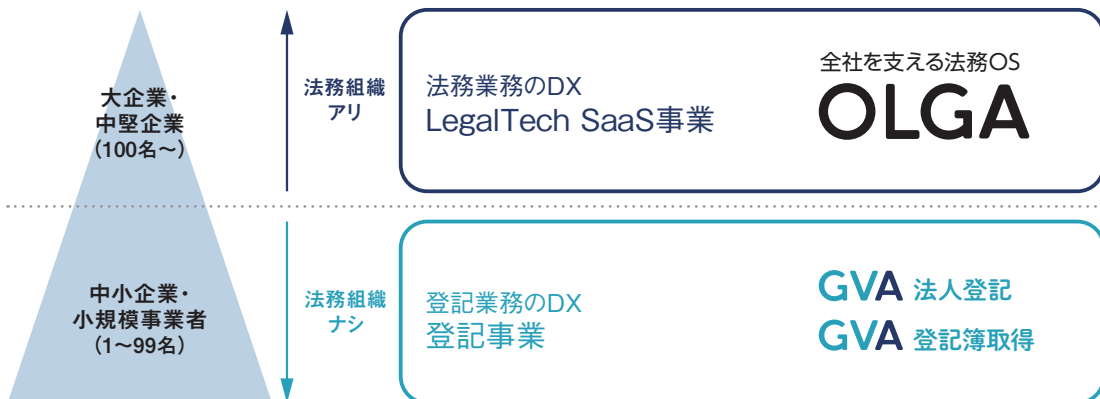 大企業・
中堅企業
(100名〜)
法務組織
アリ
法務業務のDX
LegalTech SaaS事業
全社を支える法務OS
OLGA
中小企業・
小規模事業者
(1〜99名)
法務組織
ナシ
登記業務のDX
登記事業
GVA 法人登記
GVA 登記簿取得